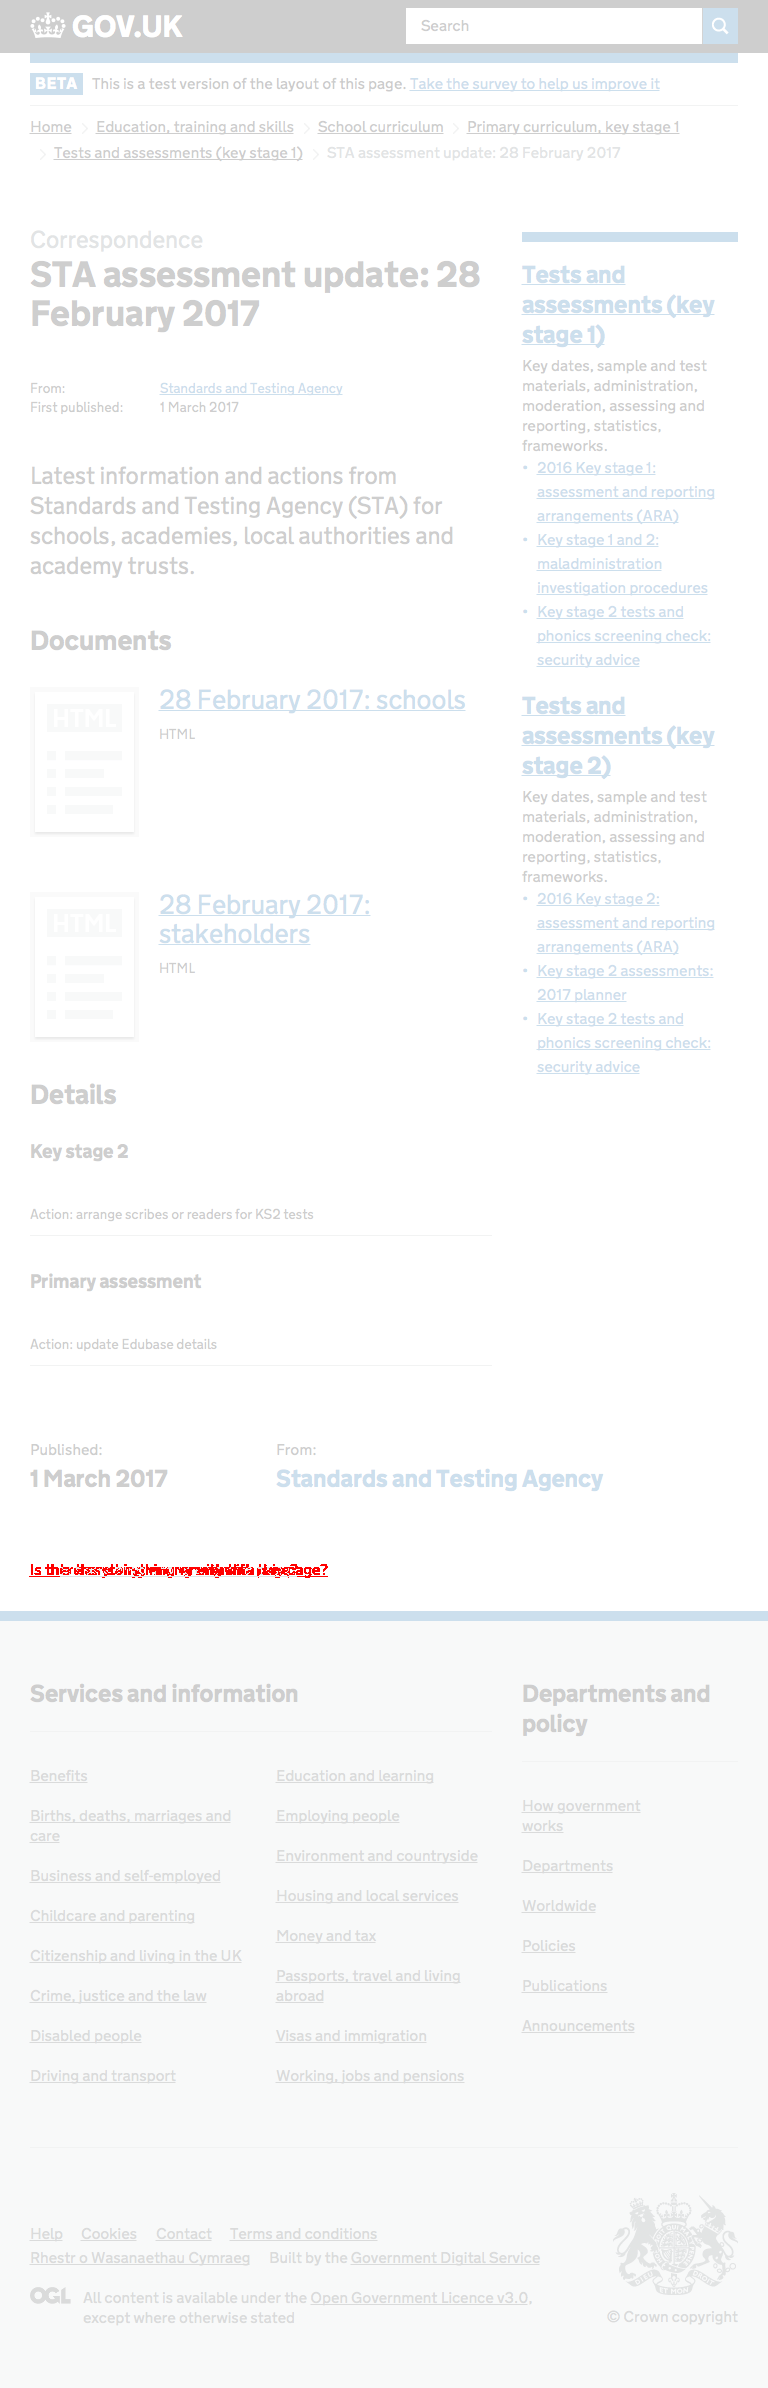 GOV.UK
Search
BETA This is a test version of the layout of this page. Take the survey to help us improve it
Home Education, training and skills School curriculum Primary curriculum, key stage 1
Tests and assessments (key stage 1) STA assessment update: 28 February 2017
Correspondence
STA assessment update: 28
February 2017
From: Standards and Testing Agency
First published: 1 March 2017
Latest information and actions from
Standards and Testing Agency (STA) for
schools, academies, local authorities and
academy trusts.
Documents
HTML
28 February 2017: schools
HTML
HTML
28 February 2017:
stakeholders
HTML
Details
Key stage 2
Action: arrange scribes or readers for KS2 tests
Primary assessment
Action: update Edubase details
Tests and
assessments (key
stage 1)
Key dates, sample and test
materials, administration,
moderation, assessing and
reporting, statistics,
frameworks.
• 2016 Key stage 1:
assessment and reporting
arrangements (ARA)
• Key stage 1 and 2:
maladministration
investigation procedures
• Key stage 2 tests and
phonics screening check:
security advice
Tests and
assessments (key
stage 2)
Key dates, sample and test
materials, administration,
moderation, assessing and
reporting, statistics,
frameworks.
• 2016 Key stage 2:
assessment and reporting
arrangements (ARA)
• Key stage 2 assessments:
2017 planner
• Key stage 2 tests and
phonics screening check:
security advice
Published:
1 March 2017
From:
Standards and Testing Agency
Services and information
Benefits
Births, deaths, marriages and
care
Business and self-employed
Childcare and parenting
Citizenship and living in the UK
Crime, justice and the law
Disabled people
Driving and transport
Education and learning
Employing people
Environment and countryside
Housing and local services
Money and tax
Passports, travel and living
abroad
Visas and immigration
Working, jobs and pensions
Departments and
policy
How government
works
Departments
Worldwide
Policies
Publications
Announcements
Help Cookies Contact Terms and conditions
Rhestr o Wasanaethau Cymraeg Built by the Government Digital Service
OGL All content is available under the Open Government Licence v3.0,
except where otherwise stated
© Crown copyright